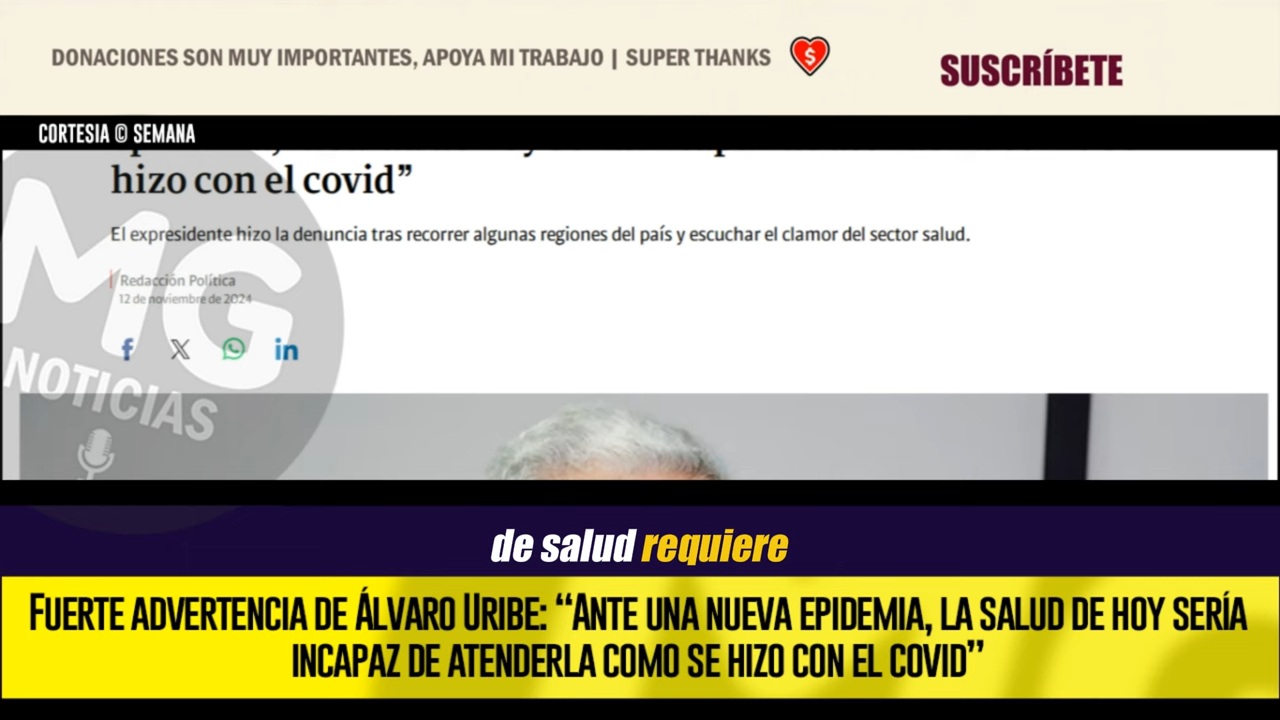 DONACIONES SON MUY IMPORTANTES, APOYA MI TRABAJO | SUPER THANKS
SUSCRÍBETE
CORTESIA © SEMANA
hizo con el covid”
El expresidente hizo la denuncia tras recorrer algunas regiones del país y escuchar el clamor del sector salud.
Redacción Política
12 de noviembre de 2024
MG
NOTICIAS
de salud requiere
FUERTE ADVERTENCIA DE ÁLVARO URIBE: “ANTE UNA NUEVA EPIDEMIA, LA SALUD DE HOY SERÍA
INCAPAZ DE ATENDERLA COMO SE HIZO CON EL COVID”